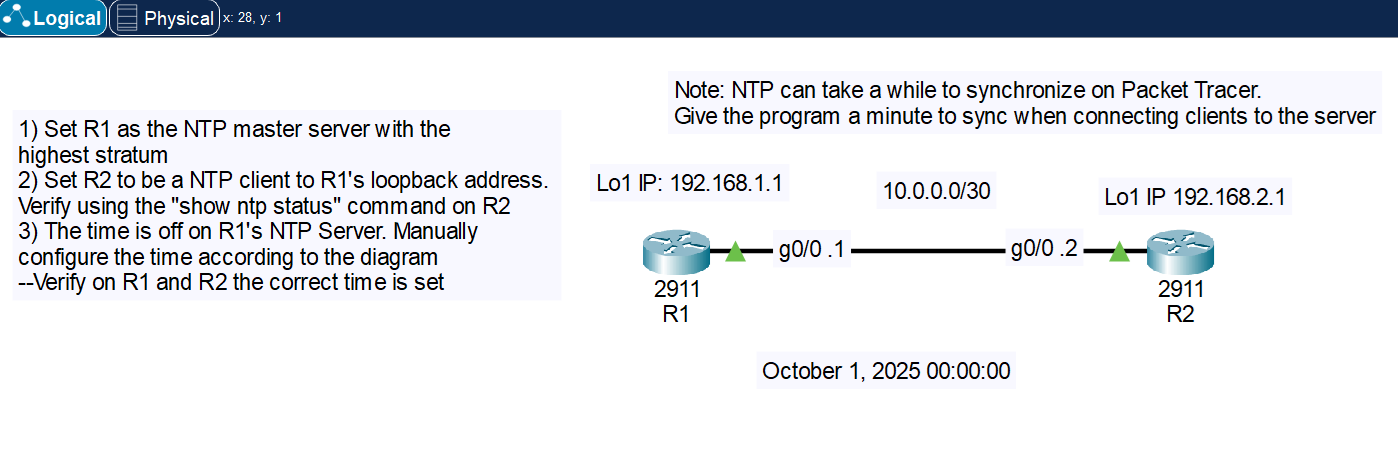 Logical Physical x: 28, y: 1
Note: NTP can take a while to synchronize on Packet Tracer.
Give the program a minute to sync when connecting clients to the server
1) Set R1 as the NTP master server with the
highest stratum
2) Set R2 to be a NTP client to R1's loopback address.
Verify using the "show ntp status" command on R2
3) The time is off on R1's NTP Server. Manually
configure the time according to the diagram
--Verify on R1 and R2 the correct time is set
Lo1 IP: 192.168.1.1
10.0.0.0/30
Lo1 IP 192.168.2.1
g0/0 .1
g0/0 .2
2911
R1
2911
R2
October 1, 2025 00:00:00